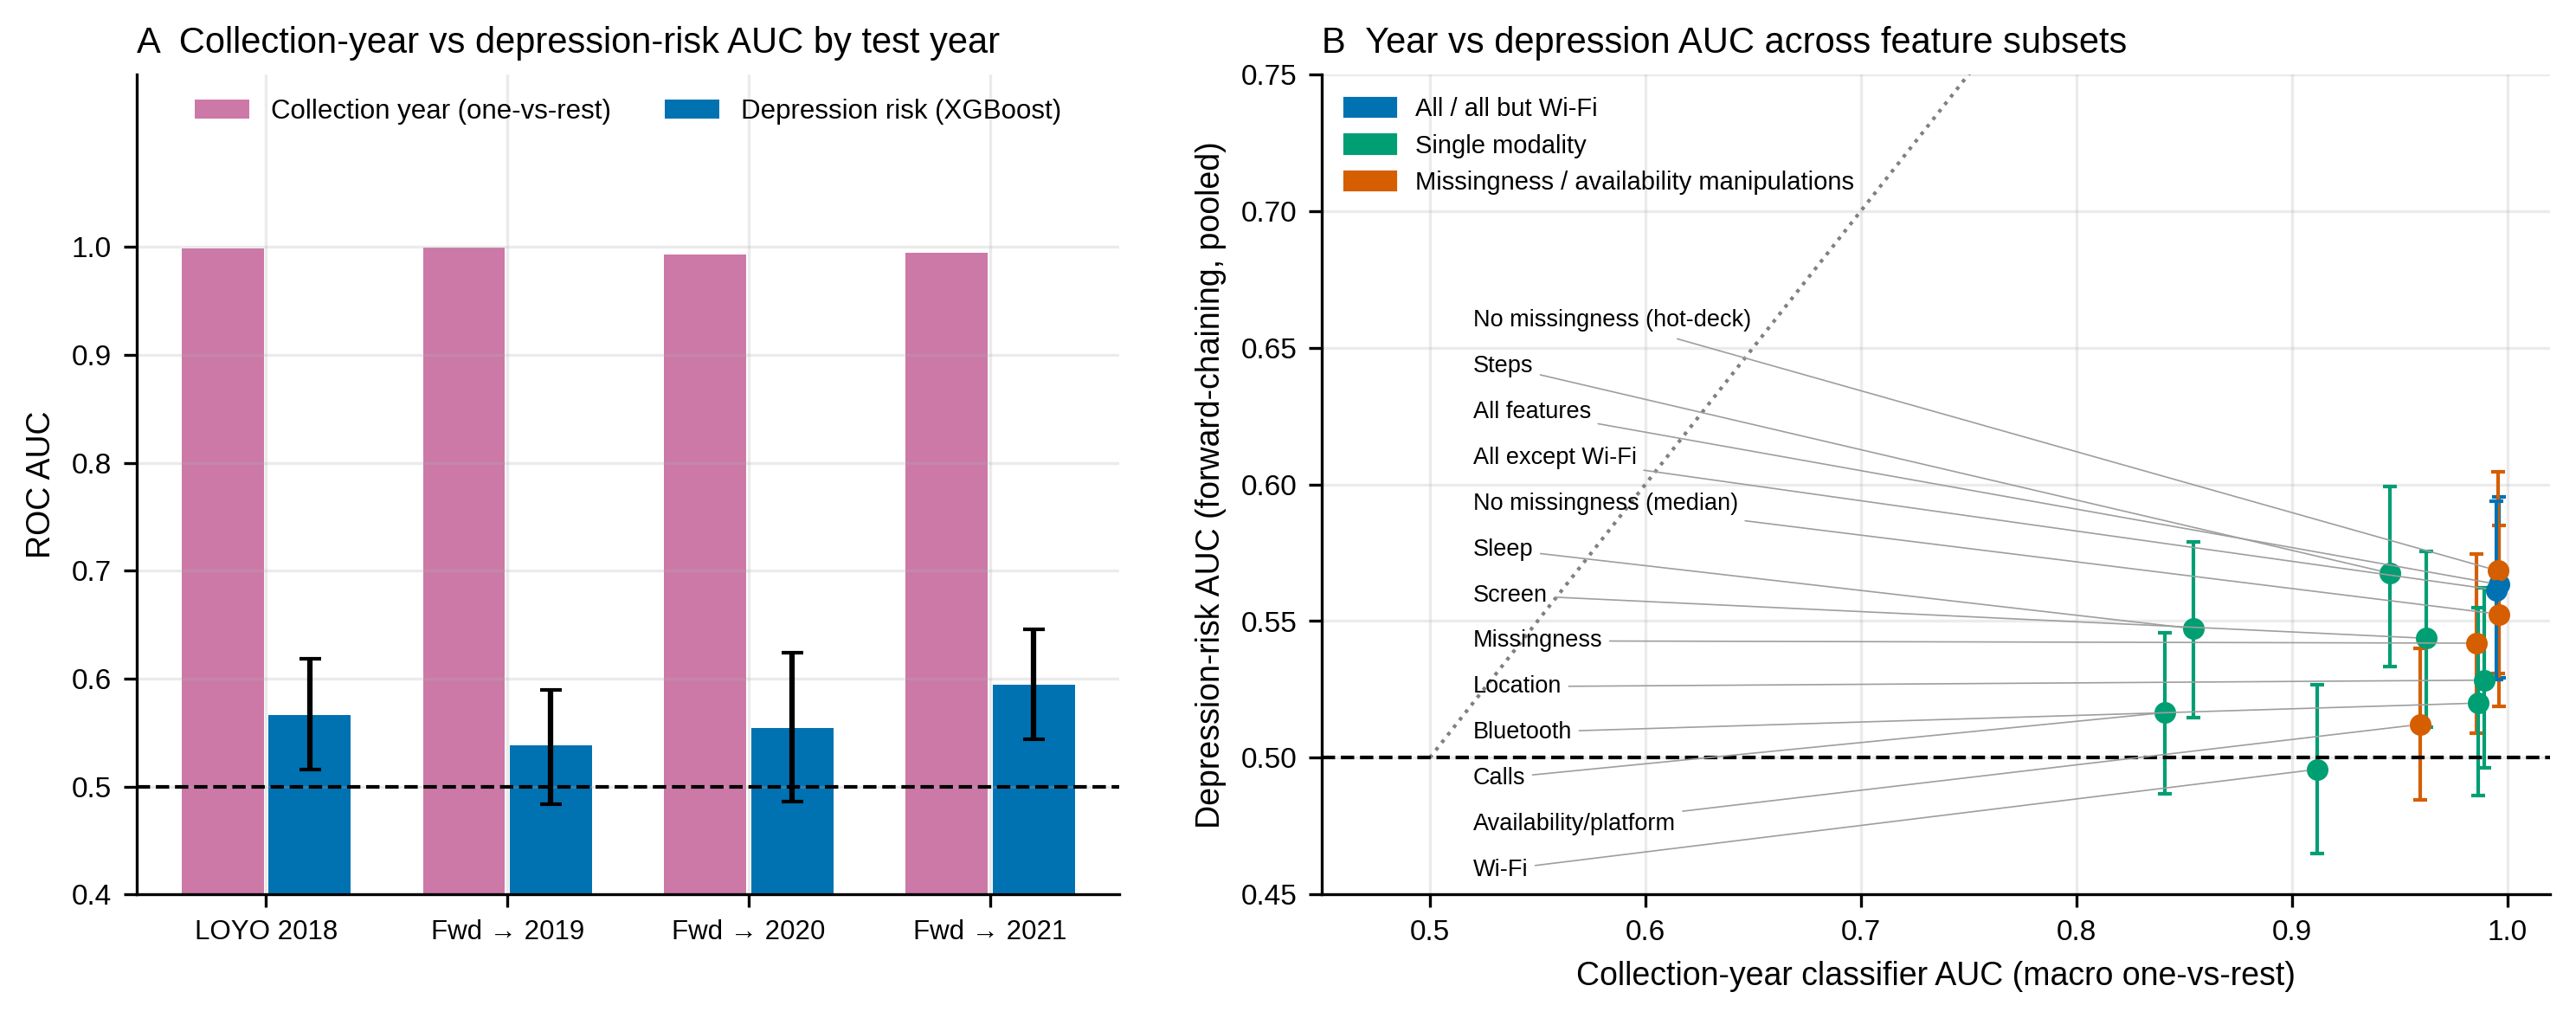 A Collection-year vs depression-risk AUC by test year
Collection year (one-vs-rest)
Depression risk (XGBoost)
ROC AUC
1.0
0.9
0.8
0.7
0.6
0.5
0.4
LOYO 2018
Fwd → 2019
Fwd → 2020
Fwd → 2021
B Year vs depression AUC across feature subsets
All / all but Wi-Fi
Single modality
Missingness / availability manipulations
Depression-risk AUC (forward-chaining, pooled)
0.75
0.70
0.65
0.60
0.55
0.50
0.45
No missingness (hot-deck)
Steps
All features
All except Wi-Fi
No missingness (median)
Sleep
Screen
Missingness
Location
Bluetooth
Calls
Availability/platform
Wi-Fi
0.5
0.6
0.7
0.8
0.9
1.0
Collection-year classifier AUC (macro one-vs-rest)